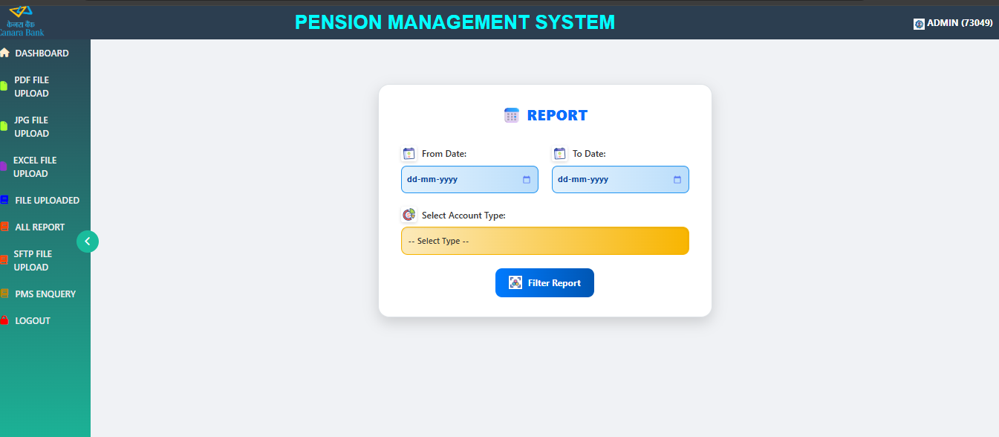 केनरा बैंक
Canara Bank
PENSION MANAGEMENT SYSTEM
ADMIN (73049)
DASHBOARD
PDF FILE
UPLOAD
JPG FILE
UPLOAD
EXCEL FILE
UPLOAD
FILE UPLOADED
ALL REPORT
SFTP FILE
UPLOAD
PMS ENQUERY
LOGOUT
REPORT
From Date: To Date:
dd-mm-yyyy dd-mm-yyyy
Select Account Type:
-- Select Type --
Filter Report